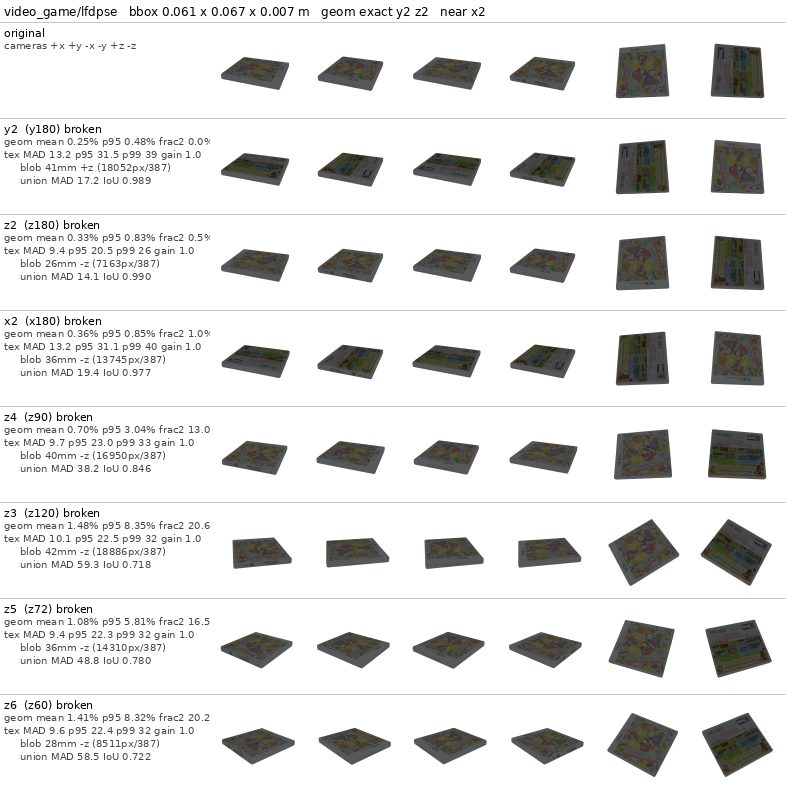 video_game/lfdpse bbox 0.061 x 0.067 x 0.007 m geom exact y2 z2 near x2
original
cameras +x +y -x -y +z -z
y2 (y180) broken
geom mean 0.25% p95 0.48% frac2 0.0%
tex MAD 13.2 p95 31.5 p99 39 gain 1.0
blob 41mm +z (18052px/387)
union MAD 17.2 IoU 0.989
z2 (z180) broken
geom mean 0.33% p95 0.83% frac2 0.5%
tex MAD 9.4 p95 20.5 p99 26 gain 1.0
blob 26mm -z (7163px/387)
union MAD 14.1 IoU 0.990
x2 (x180) broken
geom mean 0.36% p95 0.85% frac2 1.0%
tex MAD 13.2 p95 31.1 p99 40 gain 1.0
blob 36mm -z (13745px/387)
union MAD 19.4 IoU 0.977
z4 (z90) broken
geom mean 0.70% p95 3.04% frac2 13.0
tex MAD 9.7 p95 23.0 p99 33 gain 1.0
blob 40mm -z (16950px/387)
union MAD 38.2 IoU 0.846
z3 (z120) broken
geom mean 1.48% p95 8.35% frac2 20.6
tex MAD 10.1 p95 22.5 p99 32 gain 1.0
blob 42mm -z (18886px/387)
union MAD 59.3 IoU 0.718
z5 (z72) broken
geom mean 1.08% p95 5.81% frac2 16.5
tex MAD 9.4 p95 22.3 p99 32 gain 1.0
blob 36mm -z (14310px/387)
union MAD 48.8 IoU 0.780
z6 (z60) broken
geom mean 1.41% p95 8.32% frac2 20.2
tex MAD 9.6 p95 22.4 p99 32 gain 1.0
blob 28mm -z (8511px/387)
union MAD 58.5 IoU 0.722